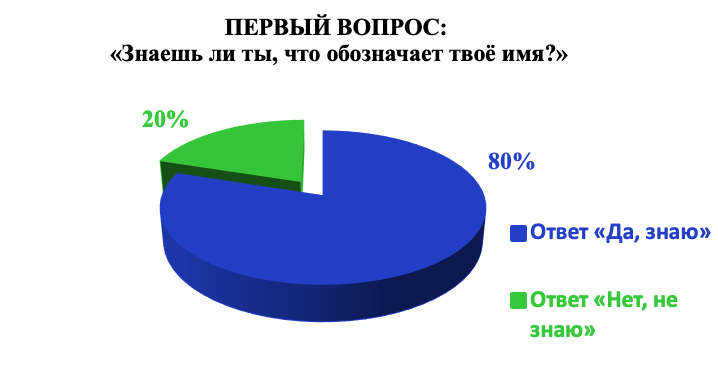 ПЕРВЫЙ ВОПРОС:
«Знаешь ли ты, что обозначает твоё имя?»
20%
80%
Ответ «Да, знаю»
Ответ «Нет, не
знаю»